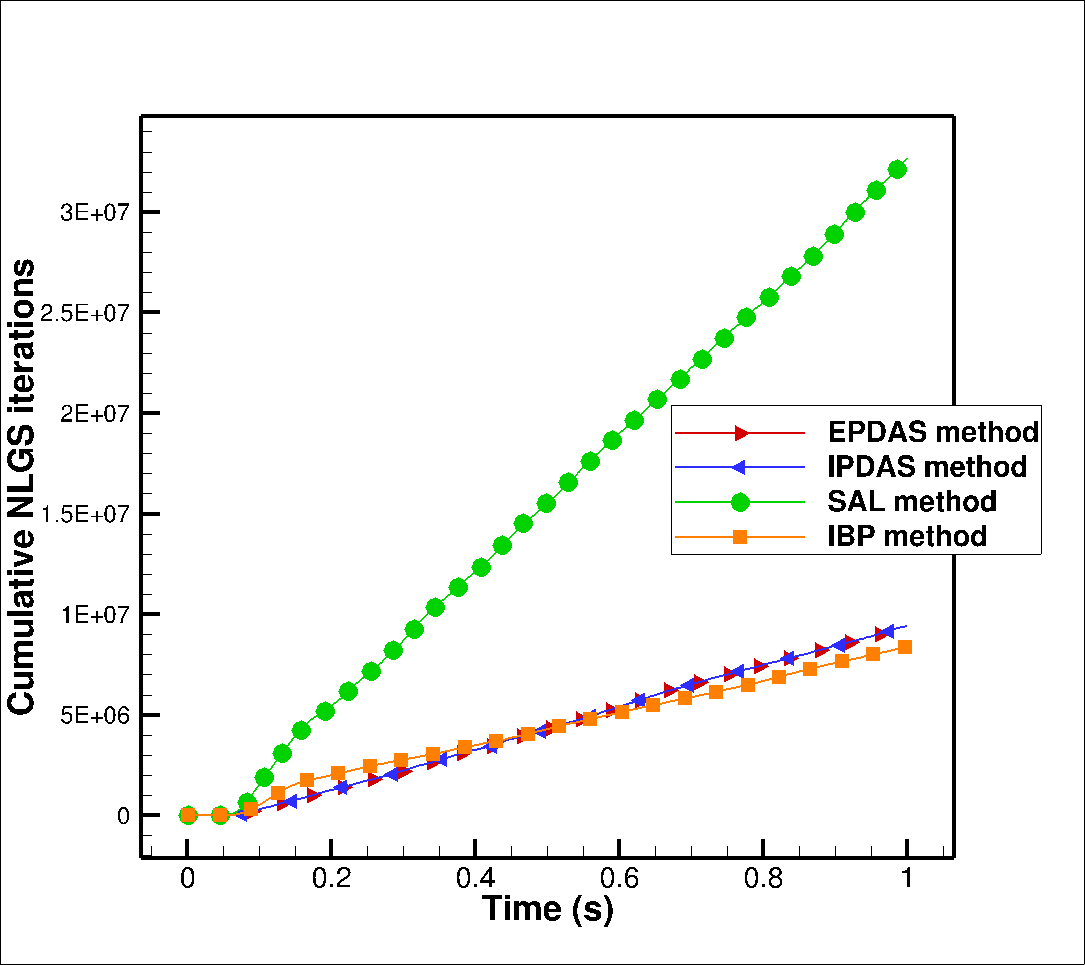 Cumulative NLGS iterations
3E+07
2.5E+07
2E+07
1.5E+07
1E+07
5E+06
0
EPDAS method
IPDAS method
SAL method
IBP method
0 0.2 0.4 0.6 0.8 1
Time (s)